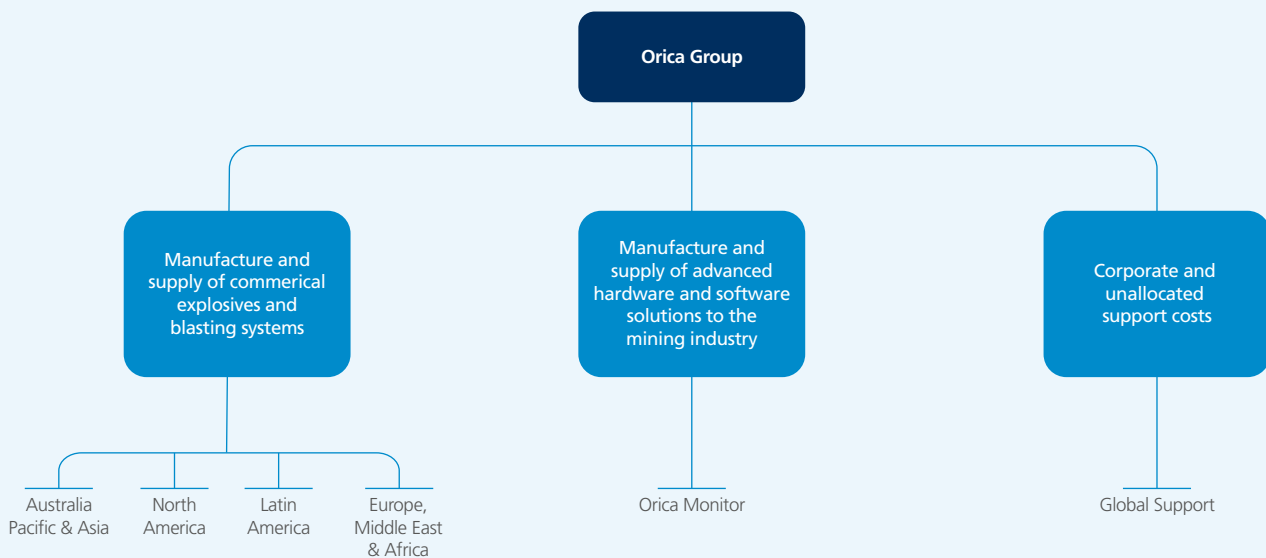 Orica Group
Manufacture and
supply of commerical
explosives and
blasting systems
Manufacture and
supply of advanced
hardware and software
solutions to the
mining industry
Corporate and
unallocated
support costs
Australia
Pacific & Asia
North
America
Latin
America
Europe,
Middle East
& Africa
Orica Monitor
Global Support